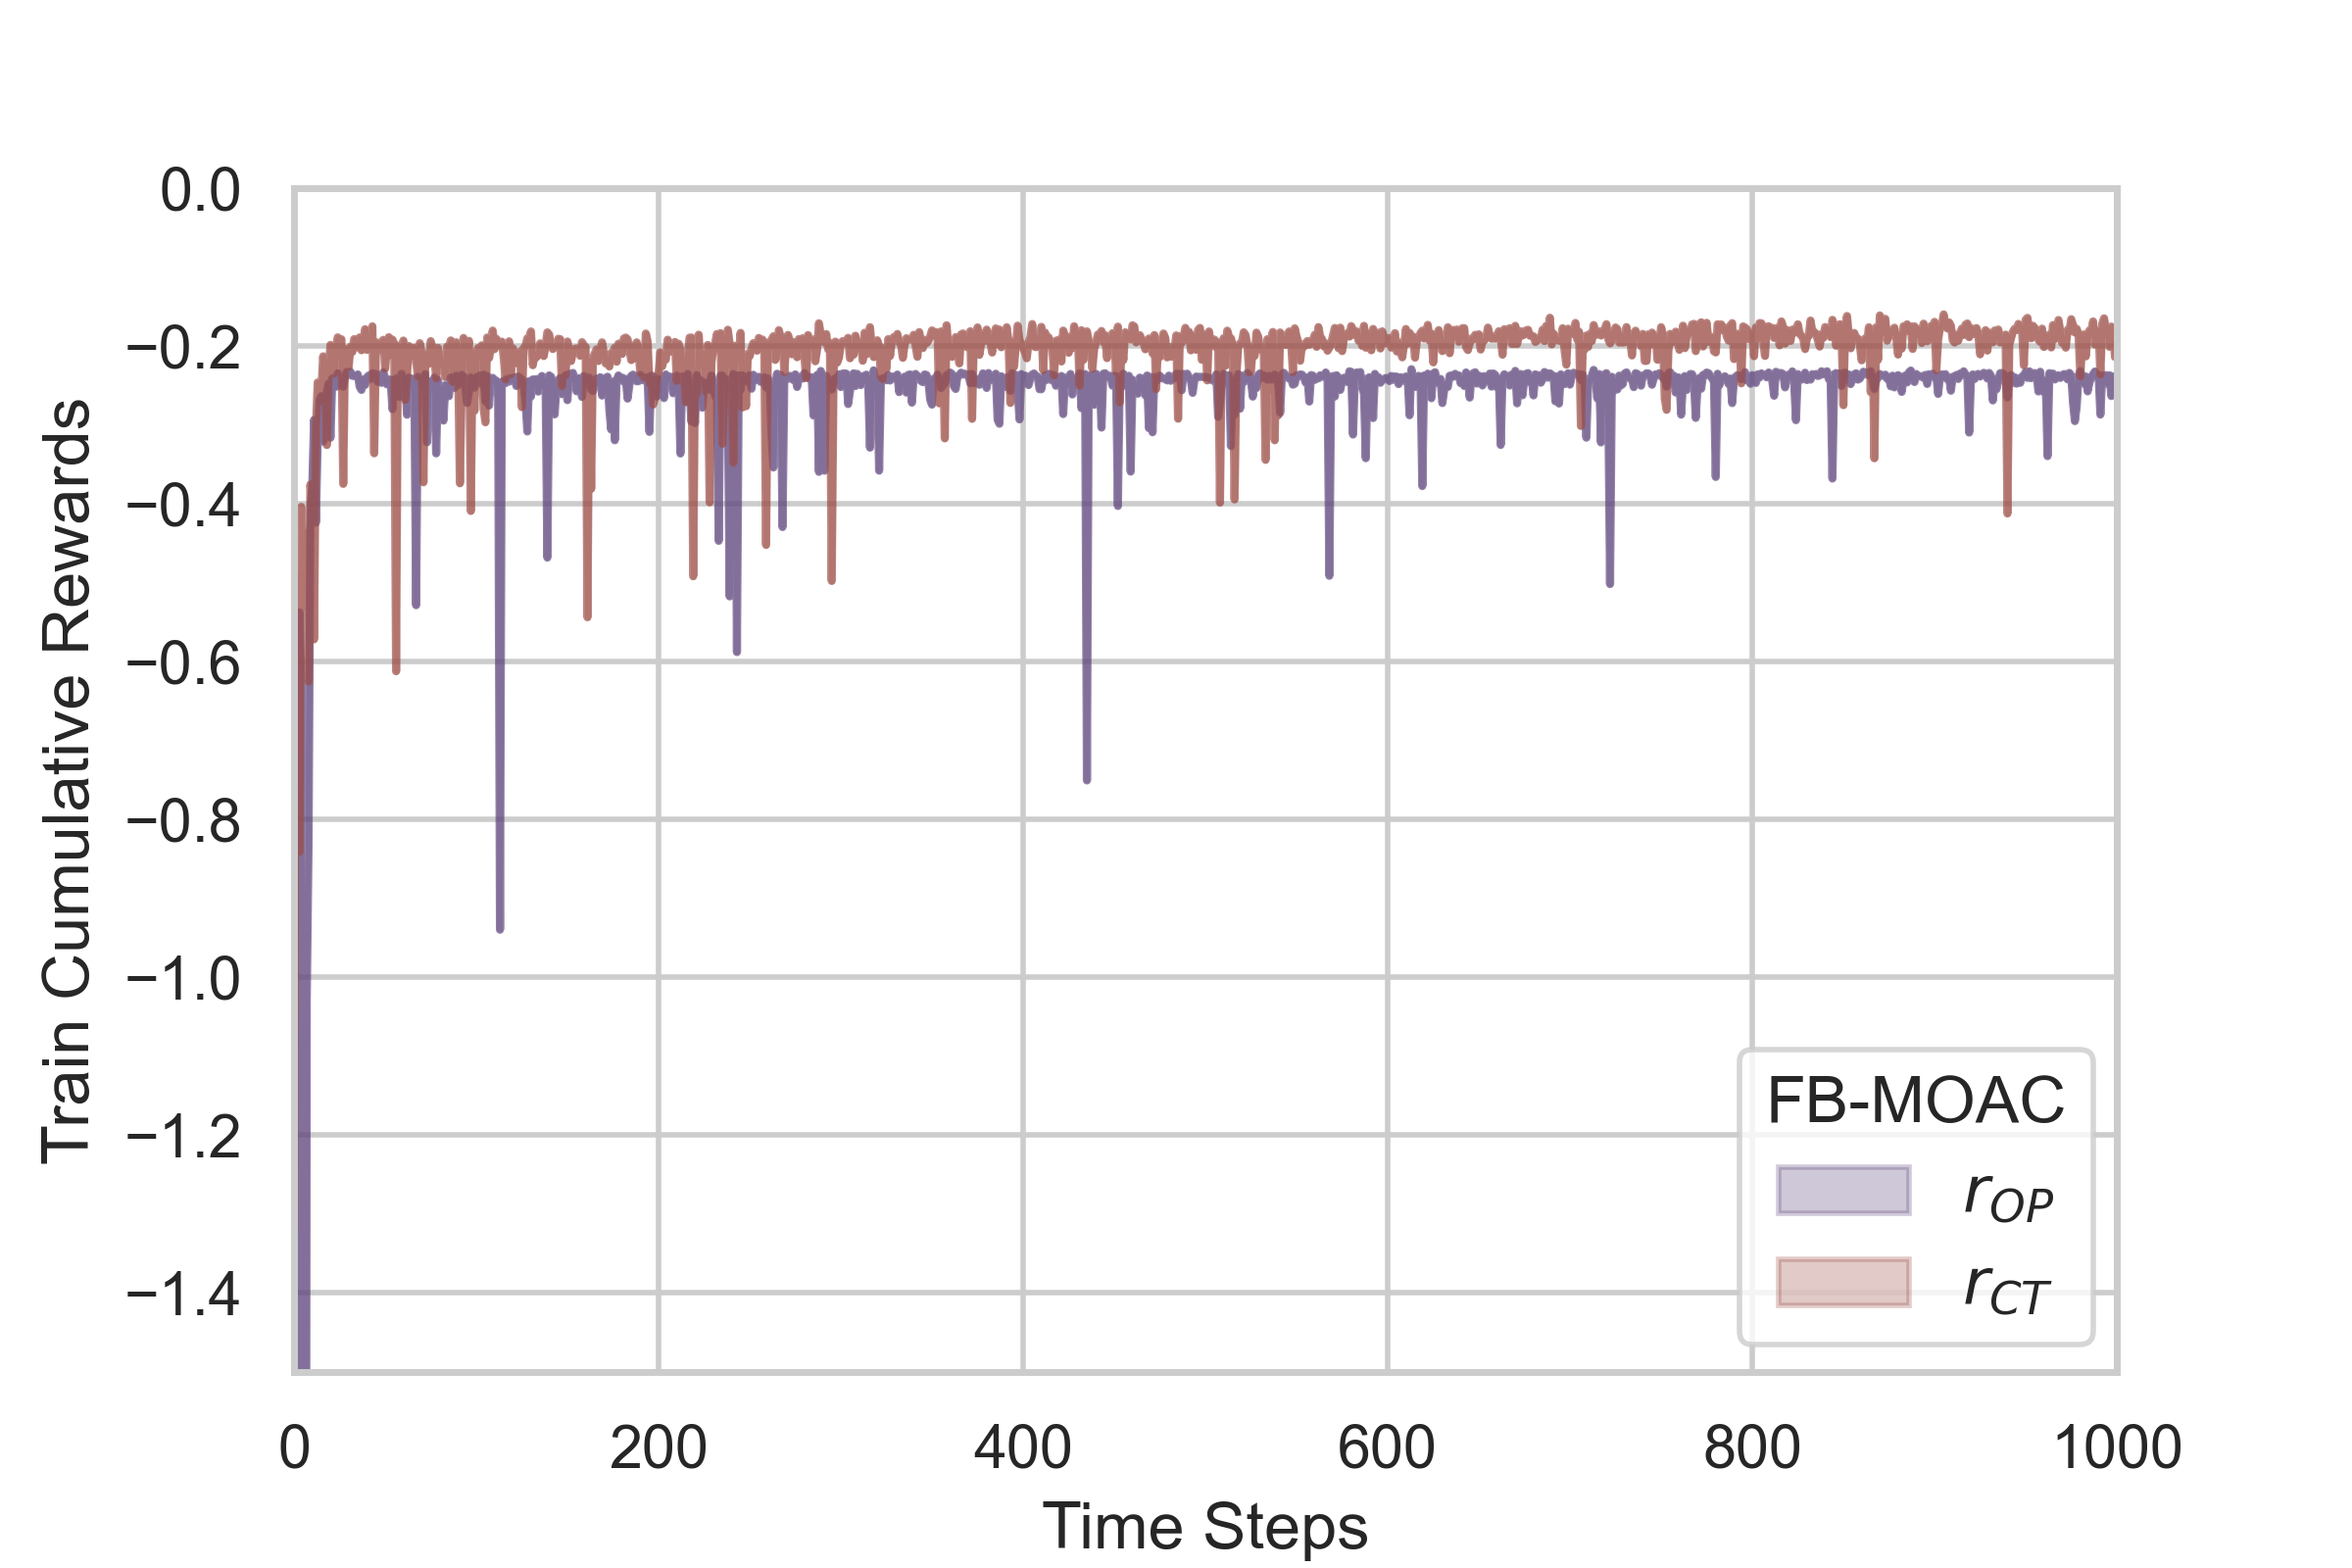 0.0
−0.2
−0.4
−0.6
−0.8
−1.0
−1.2
−1.4
Train Cumulative Rewards
0 200 400 600 800 1000
Time Steps
FB-MOAC
r_OP
r_CT